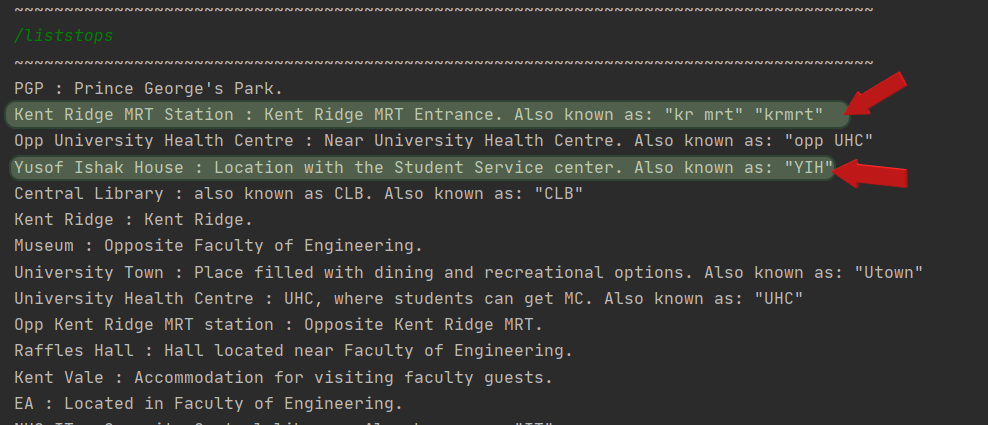 ~~~~~~~~~~~~~~~~~~~~~~~~~~~~~~~~~~~~~~~~~~~~~~~~~~~~~~~~~~~~~~~~~~~~~~~~~~~~~~~~~~~~~~
/liststops
~~~~~~~~~~~~~~~~~~~~~~~~~~~~~~~~~~~~~~~~~~~~~~~~~~~~~~~~~~~~~~~~~~~~~~~~~~~~~~~~~~~~~~
PGP : Prince George's Park.
Kent Ridge MRT Station : Kent Ridge MRT Entrance. Also known as: "kr mrt" "krmrt"
Opp University Health Centre : Near University Health Centre. Also known as: "opp UHC"
Yusof Ishak House : Location with the Student Service center. Also known as: "YIH"
Central Library : also known as CLB. Also known as: "CLB"
Kent Ridge : Kent Ridge.
Museum : Opposite Faculty of Engineering.
University Town : Place filled with dining and recreational options. Also known as: "Utown"
University Health Centre : UHC, where students can get MC. Also known as: "UHC"
Opp Kent Ridge MRT station : Opposite Kent Ridge MRT.
Raffles Hall : Hall located near Faculty of Engineering.
Kent Vale : Accommodation for visiting faculty guests.
EA : Located in Faculty of Engineering.